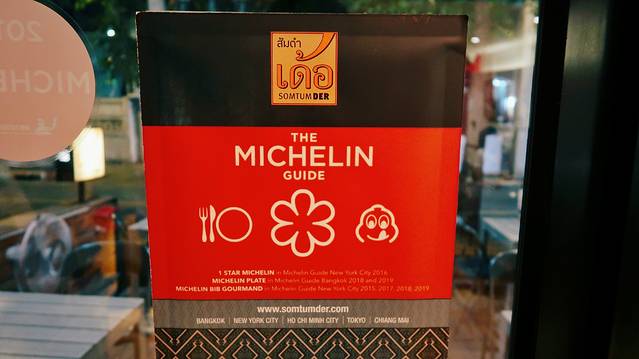 ส้มตำ
เด้อ
SOMTUMDER
THE
MICHELIN
GUIDE
1 STAR MICHELIN in Michelin Guide New York City 2016
MICHELIN PLATE in Michelin Guide Bangkok 2018 and 2019
MICHELIN BIB GOURMAND in Michelin Guide New York City 2015, 2017, 2018, 2019
www.somtumder.com
BANGKOK | NEW YORK CITY | HO CHI MINH CITY | TOKYO | CHIANG MAI